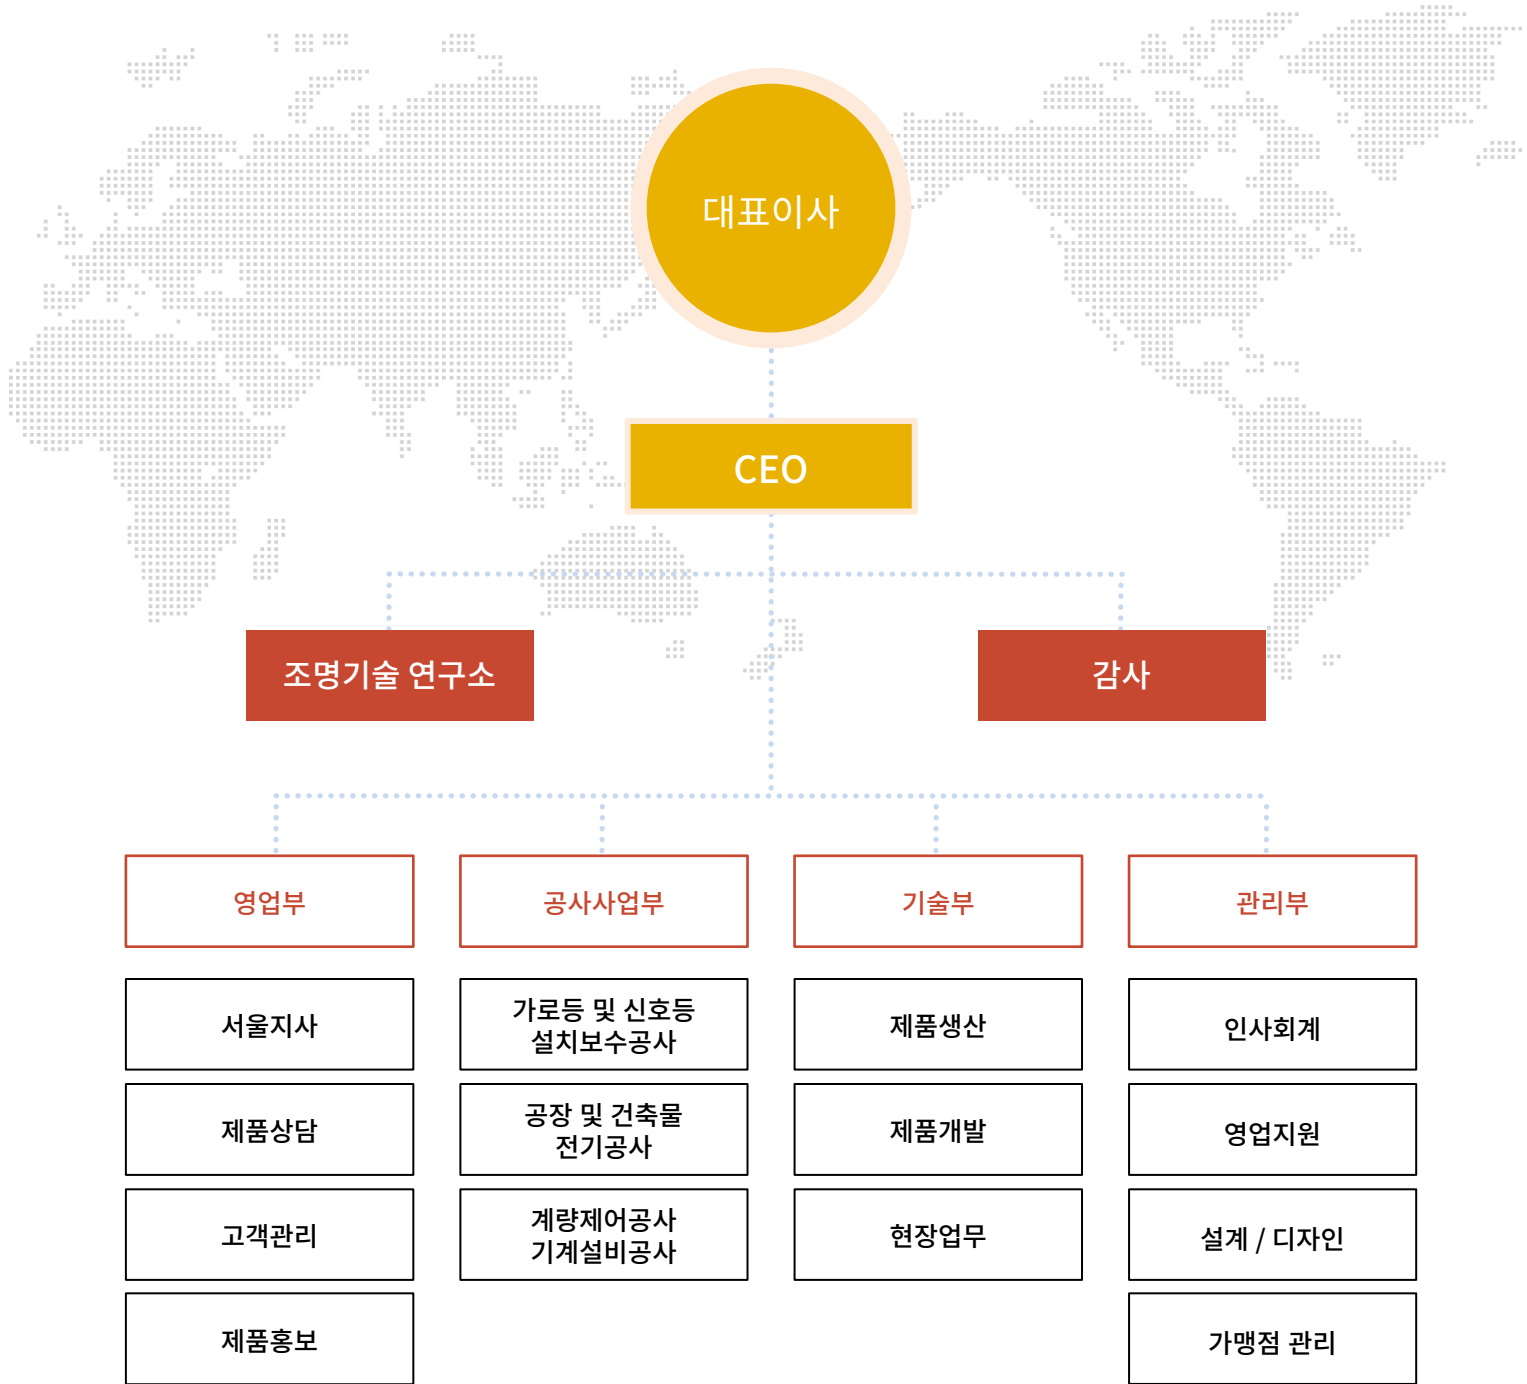 대표이사
CEO
조명기술 연구소
감사
영업부
공사사업부
기술부
관리부
서울지사
가로등 및 신호등
설치보수공사
제품생산
인사회계
제품상담
공장 및 건축물
전기공사
제품개발
영업지원
고객관리
계량제어공사
기계설비공사
현장업무
설계 / 디자인
제품홍보
가맹점 관리